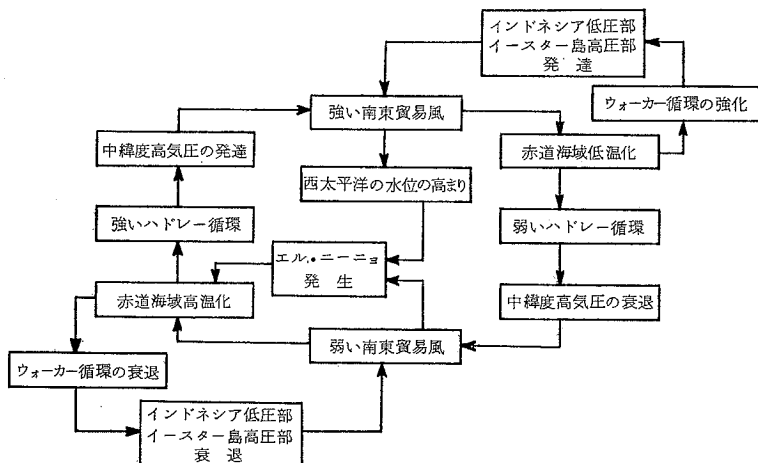 インドネシア低圧部
イースター島高圧部
発 達
強い南東貿易風
ウォーカー循環の強化
中緯度高気圧の発達
赤道海域低温化
西太平洋の水位の高まり
強いハドレー循環
弱いハドレー循環
エル・ニーニョ
発 生
赤道海域高温化
中緯度高気圧の衰退
弱い南東貿易風
ウォーカー循環の衰退
インドネシア低圧部
イースター島高圧部
衰 退